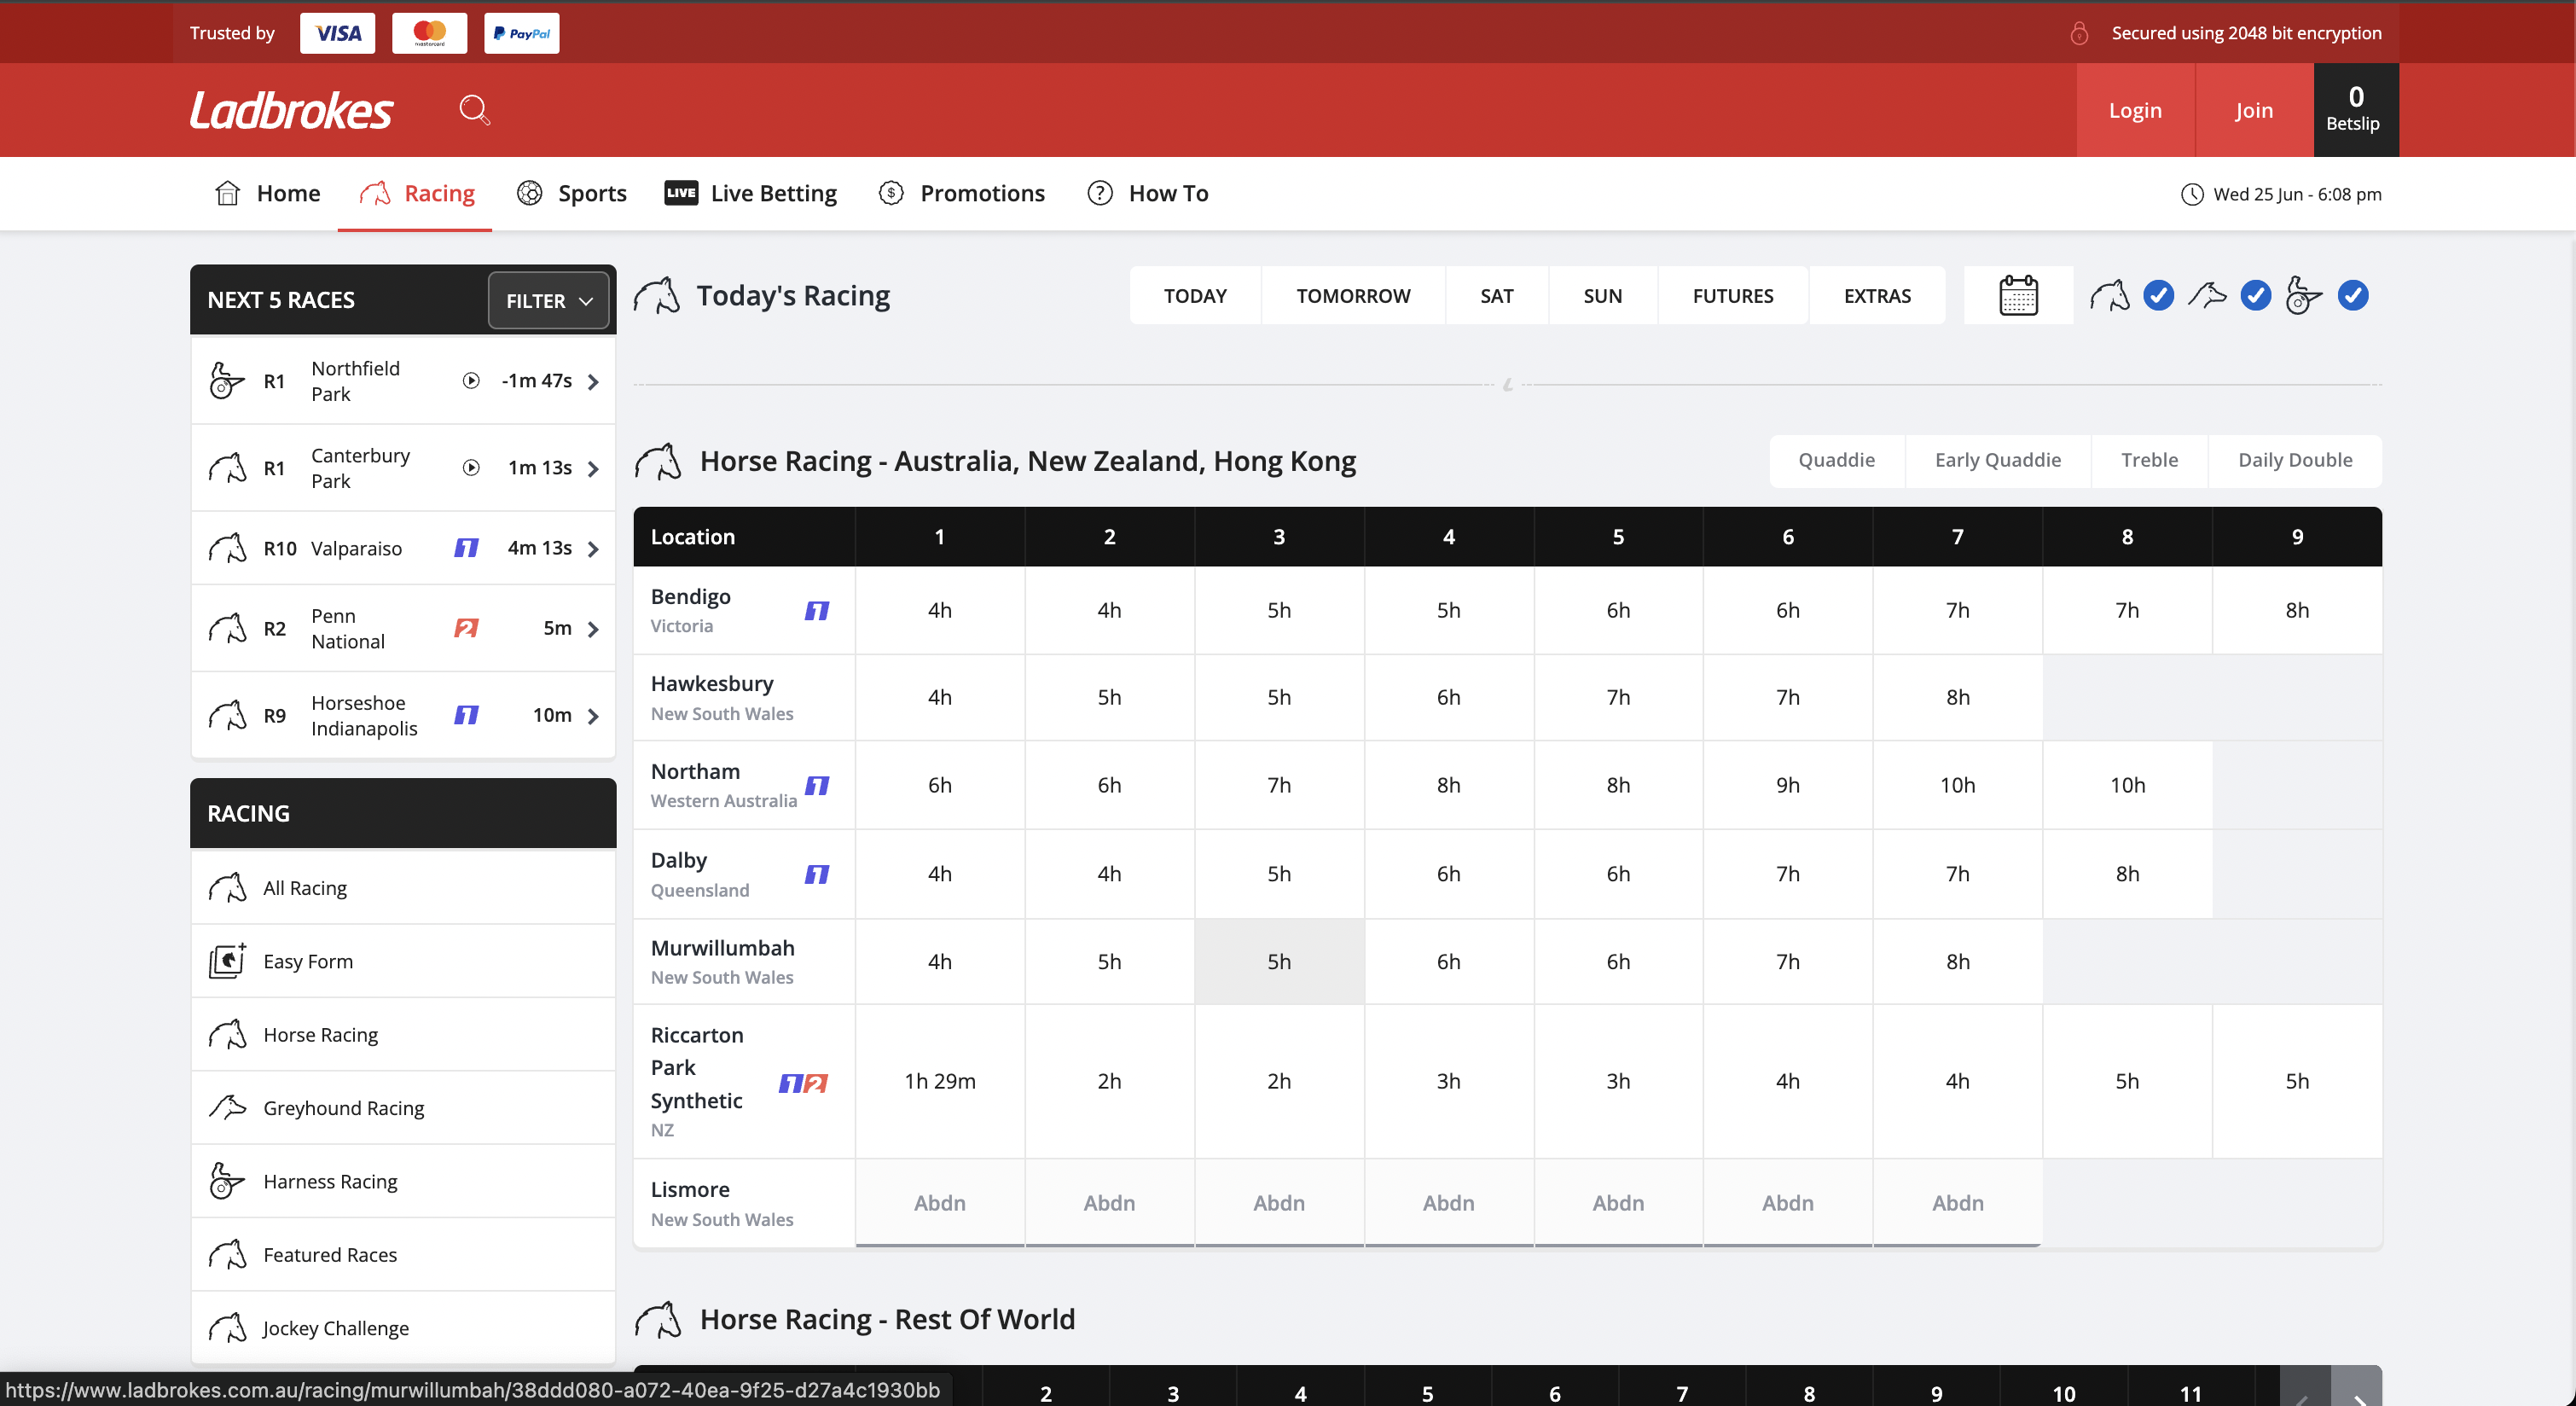 Trusted by VISA mastercard PayPal Secured using 2048 bit encryption
Ladbrokes Login Join 0
Betslip
Home Racing Sports LIVE Live Betting $ Promotions ? How To Wed 25 Jun - 6:08 pm
NEXT 5 RACES FILTER
R1 Northfield Park -1m 47s
R1 Canterbury Park 1m 13s
R10 Valparaiso 1 4m 13s
R2 Penn National 2 5m
R9 Horseshoe Indianapolis 1 10m
RACING
All Racing
Easy Form
Horse Racing
Greyhound Racing
Harness Racing
Featured Races
Jockey Challenge
Today's Racing TODAY TOMORROW SAT SUN FUTURES EXTRAS
Horse Racing - Australia, New Zealand, Hong Kong Quaddie Early Quaddie Treble Daily Double
Location 1 2 3 4 5 6 7 8 9
Bendigo
Victoria 1 4h 4h 5h 5h 6h 6h 7h 7h 8h
Hawkesbury
New South Wales 4h 5h 5h 6h 7h 7h 8h
Northam
Western Australia 1 6h 6h 7h 8h 8h 9h 10h 10h
Dalby
Queensland 1 4h 4h 5h 6h 6h 7h 7h 8h
Murwillumbah
New South Wales 4h 5h 5h 6h 6h 7h 8h
Riccarton
Park
Synthetic
NZ 1 2 1h 29m 2h 2h 3h 3h 4h 4h 5h 5h
Lismore
New South Wales Abdn Abdn Abdn Abdn Abdn Abdn Abdn
Horse Racing - Rest Of World
2 3 4 5 6 7 8 9 10 11
https://www.ladbrokes.com.au/racing/murwillumbah/38ddd080-a072-40ea-9f25-d27a4c1930bb